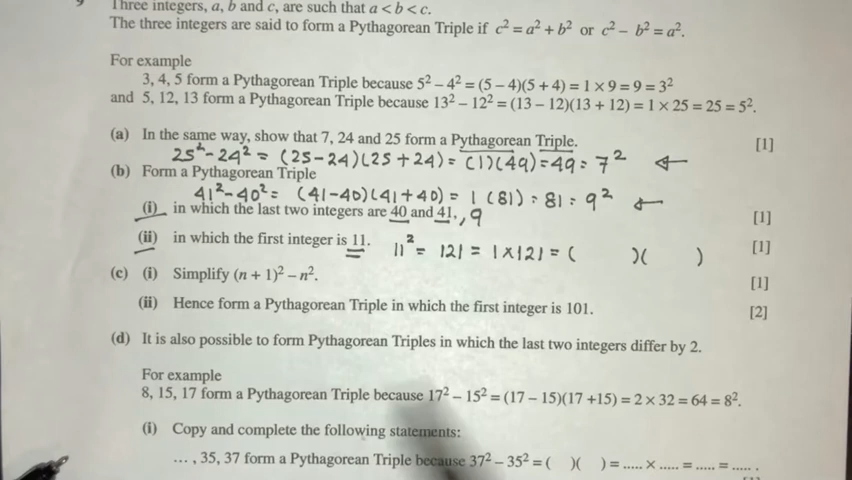 9 Three integers, a, b and c, are such that a < b < c.
The three integers are said to form a Pythagorean Triple if c² = a² + b² or c² – b² = a².
For example
3, 4, 5 form a Pythagorean Triple because 5² – 4² = (5 – 4)(5 + 4) = 1 × 9 = 9 = 3²
and 5, 12, 13 form a Pythagorean Triple because 13² – 12² = (13 – 12)(13 + 12) = 1 × 25 = 25 = 5².
(a) In the same way, show that 7, 24 and 25 form a Pythagorean Triple. [1]
25² - 24² = (25 - 24)(25 + 24) = (1)(49) = 49 = 7²
(b) Form a Pythagorean Triple
41² - 40² = (41 - 40)(41 + 40) = 1 (81) = 81 = 9²
(i) in which the last two integers are 40 and 41, , 9 [1]
(ii) in which the first integer is 11. 11² = 121 = 1 × 121 = ( )( ) [1]
(c) (i) Simplify (n + 1)² – n². [1]
(ii) Hence form a Pythagorean Triple in which the first integer is 101. [2]
(d) It is also possible to form Pythagorean Triples in which the last two integers differ by 2.
For example
8, 15, 17 form a Pythagorean Triple because 17² – 15² = (17 – 15)(17 +15) = 2 × 32 = 64 = 8².
(i) Copy and complete the following statements:
... , 35, 37 form a Pythagorean Triple because 37² – 35² = ( )( ) = ..... × ..... = ..... = ..... .